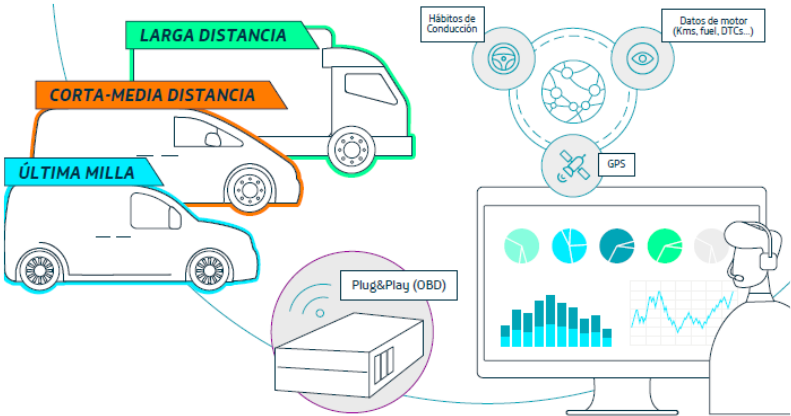 LARGA DISTANCIA
CORTA-MEDIA DISTANCIA
ÚLTIMA MILLA
Hábitos de
Conducción
Datos de motor
(Kms, fuel, DTCs...)
GPS
Plug&Play (OBD)